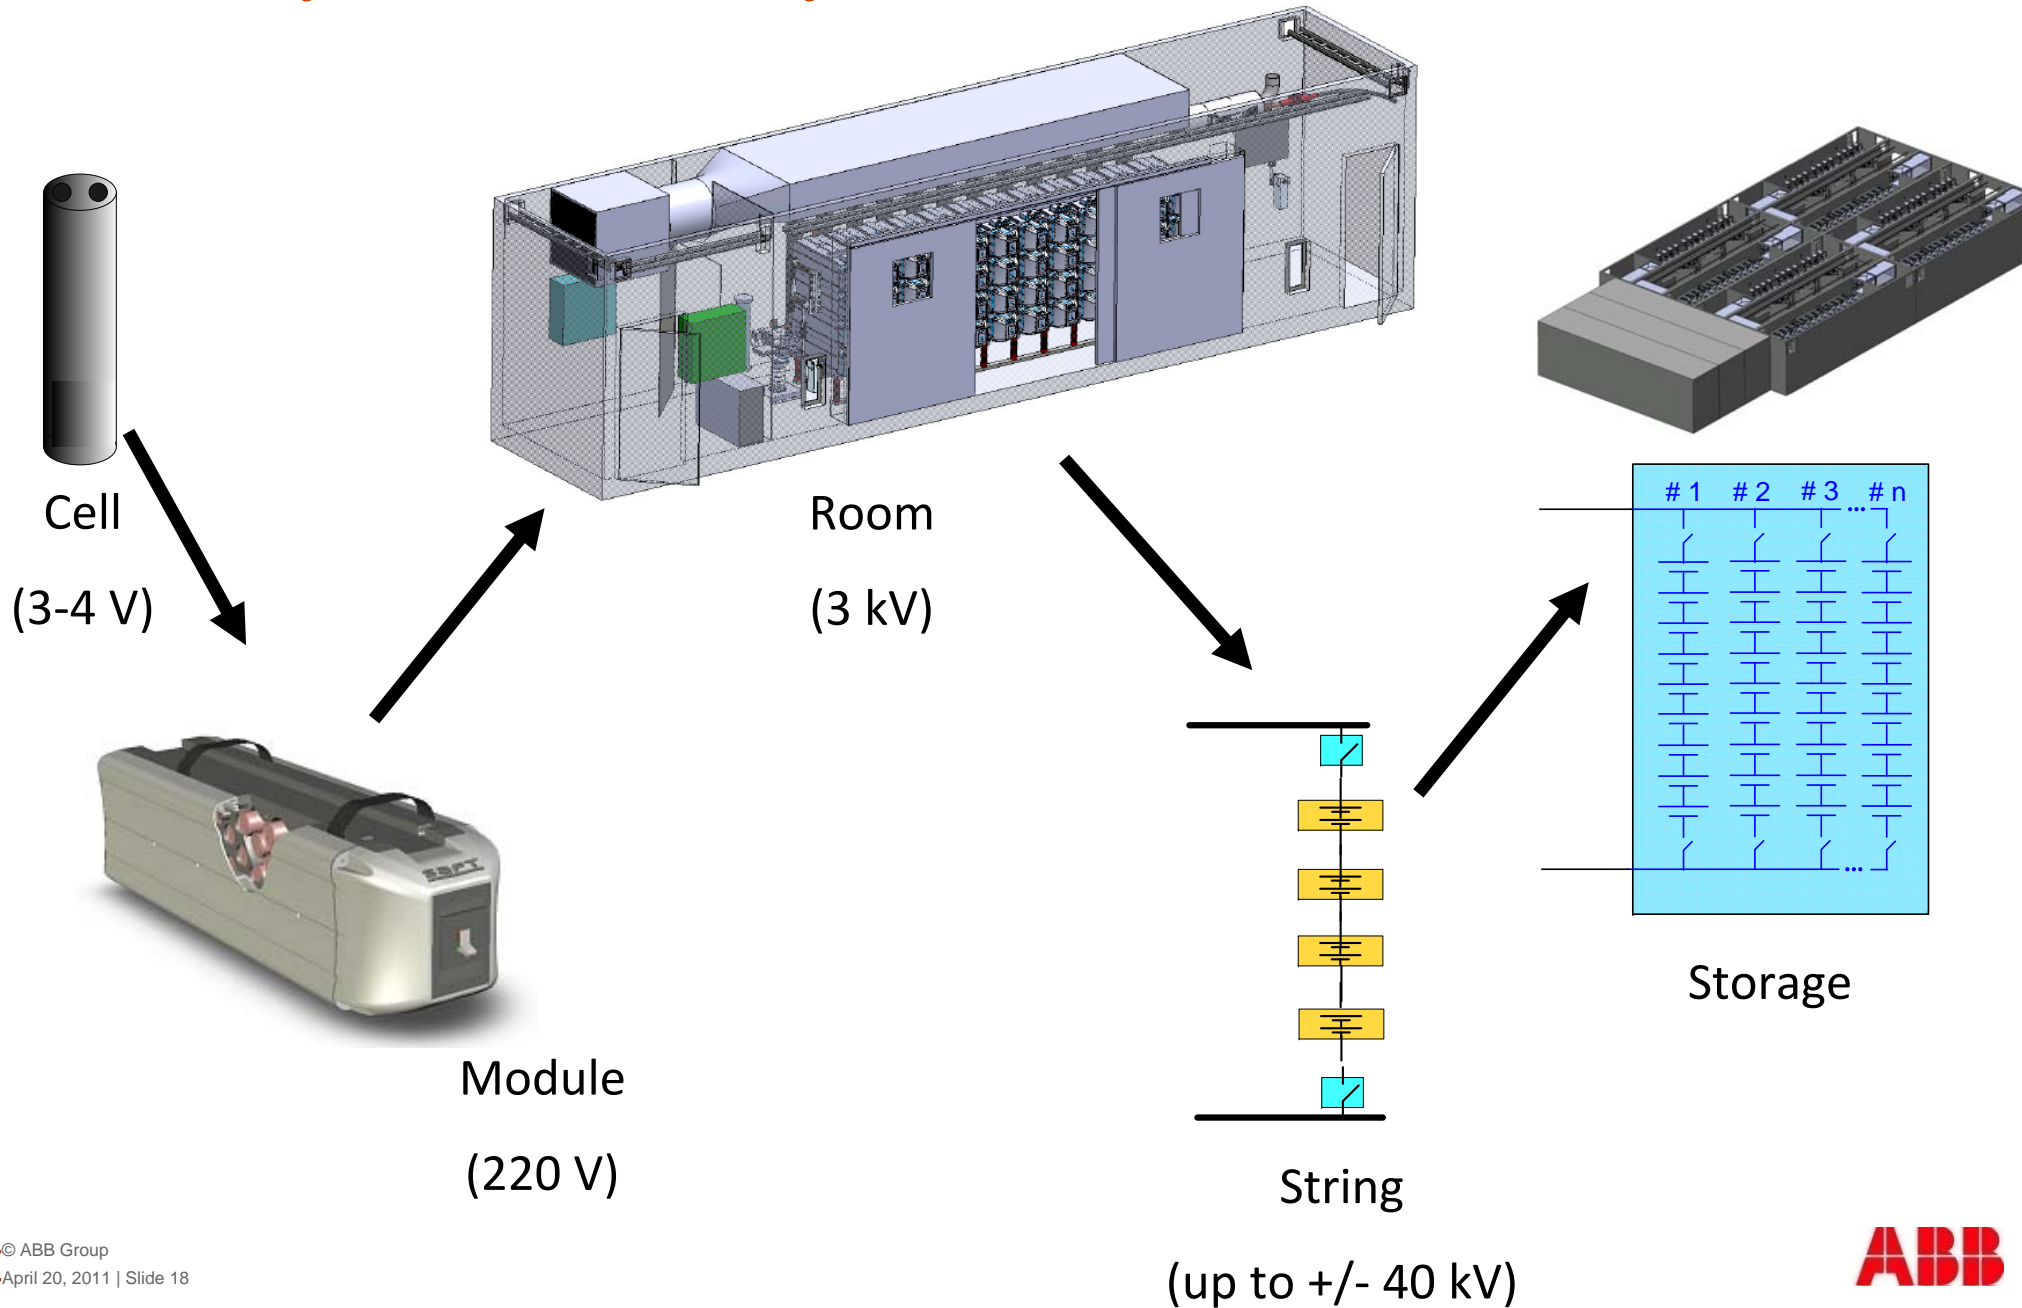 # 1 # 2 # 3 ... # n
Cell
(3-4 V)
Room
(3 kV)
...
Storage
SAFT
Module
(220 V)
String
(up to +/- 40 kV)
© ABB Group
April 20, 2011 | Slide 18
ABB